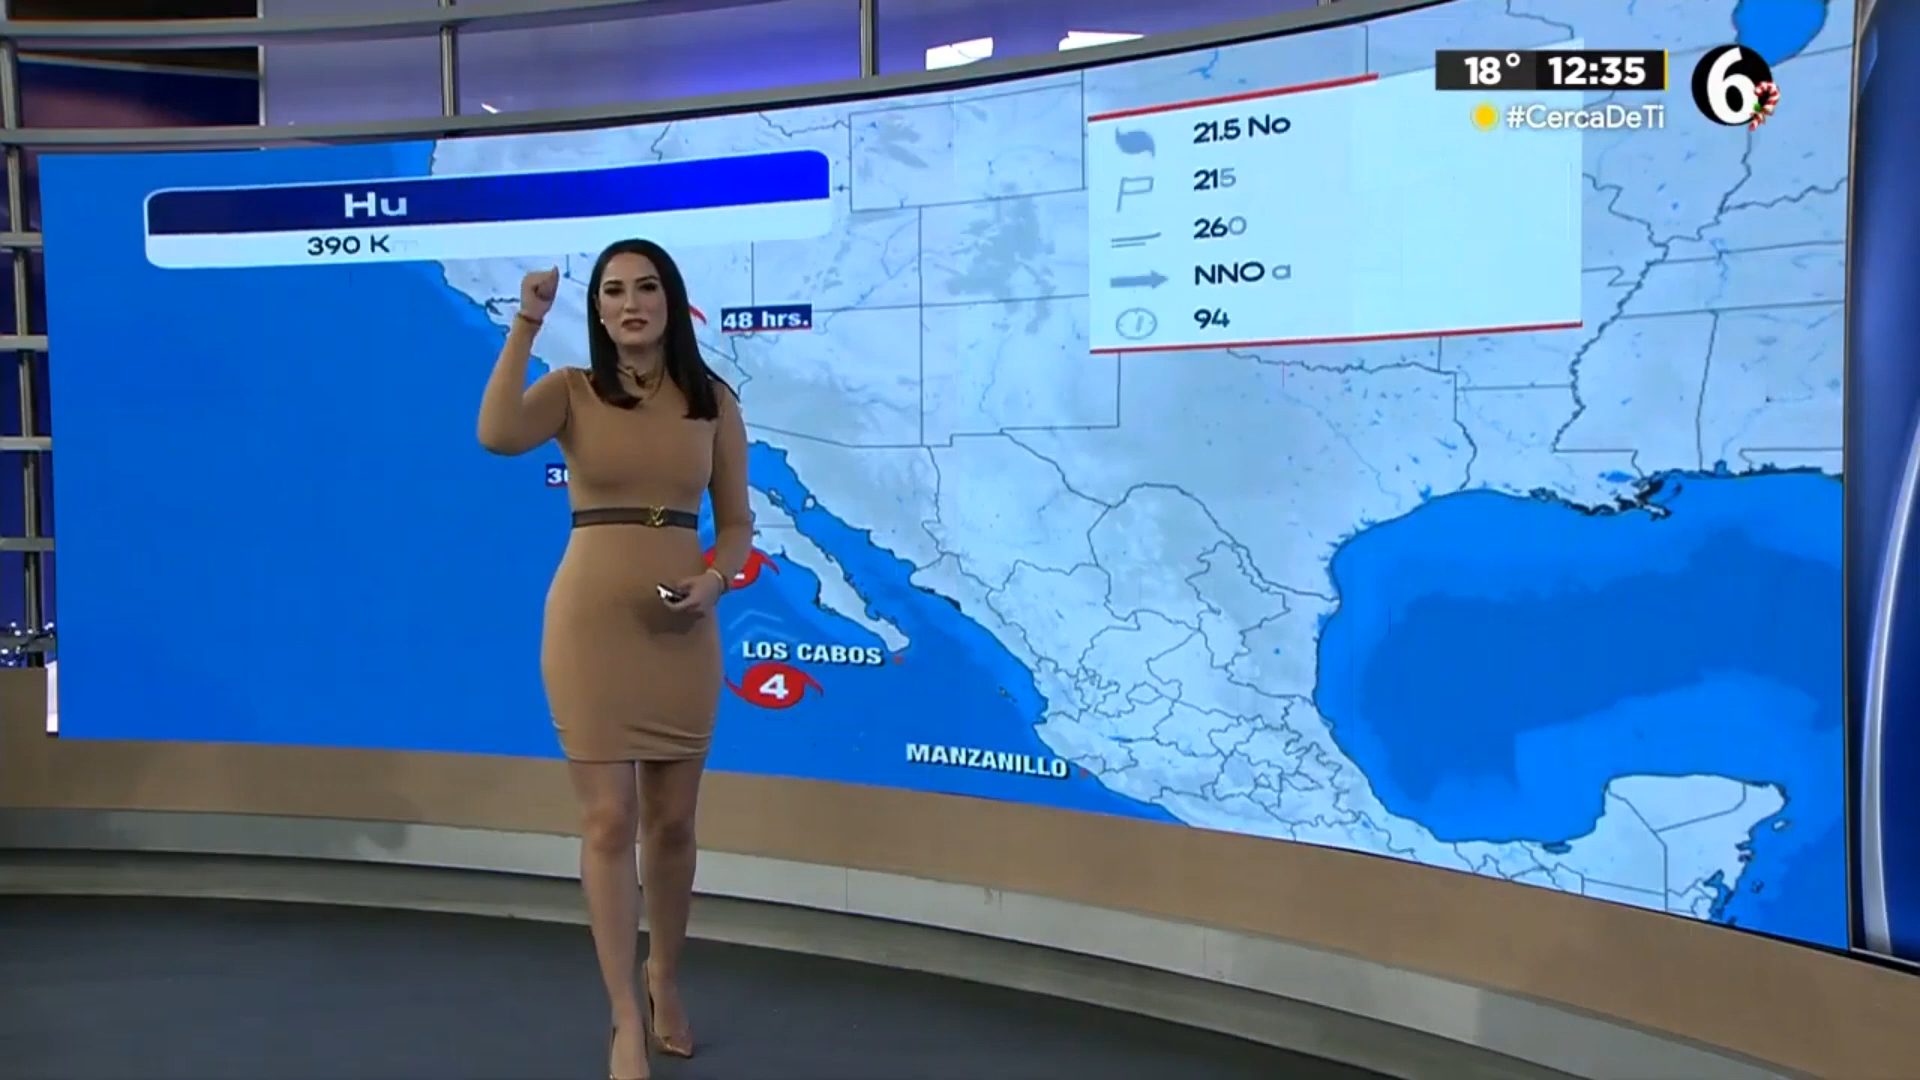 18° 12:35
#CercaDeTi
6
Hu
390 K
21.5 No
215
260
NNO a
94
48 hrs.
LOS CABOS
4
MANZANILLO